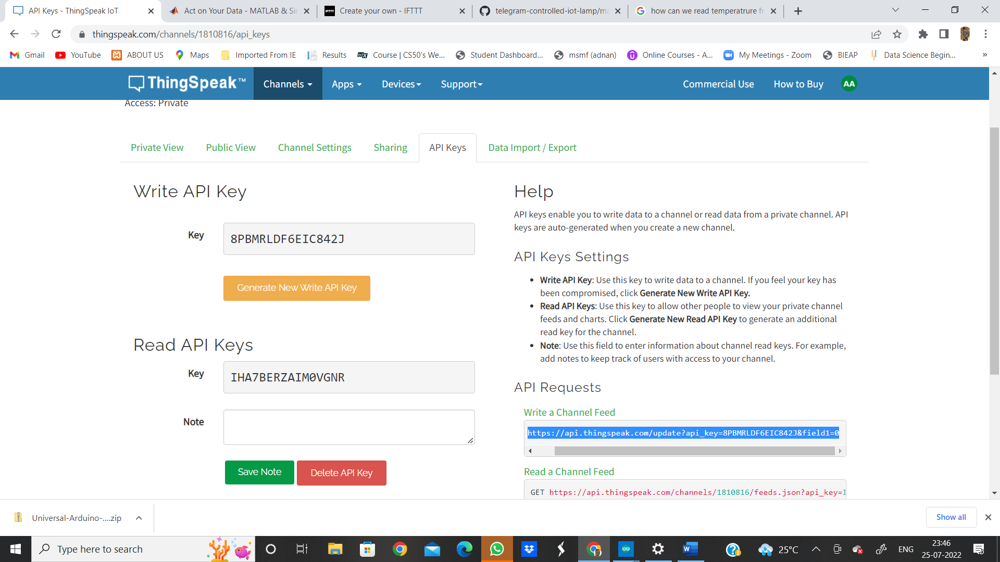 API Keys - ThingSpeak IoT
Act on Your Data - MATLAB & Sin
Create your own - IFTTT
telegram-controlled-iot-lamp/ma
how can we read temperatrure fr
thingspeak.com/channels/1810816/api_keys
Gmail
YouTube
ABOUT US
Maps
Imported From IE
Results
edX
Course | CS50's We...
Student Dashboard...
msmf (adnan)
Online Courses - A...
My Meetings - Zoom
BIEAP
Data Science Begin...
»
ThingSpeak™
Channels
Apps
Devices
Support
Commercial Use
How to Buy
AA
Access: Private
Private View
Public View
Channel Settings
Sharing
API Keys
Data Import / Export
Write API Key
Key
8PBMRLDF6EIC842J
Generate New Write API Key
Read API Keys
Key
IHA7BERZAIM0VGNR
Note
Save Note
Delete API Key
Help
API keys enable you to write data to a channel or read data from a private channel. API
keys are auto-generated when you create a new channel.
API Keys Settings
• Write API Key: Use this key to write data to a channel. If you feel your key has
been compromised, click Generate New Write API Key.
• Read API Keys: Use this key to allow other people to view your private channel
feeds and charts. Click Generate New Read API Key to generate an additional
read key for the channel.
• Note: Use this field to enter information about channel read keys. For example,
add notes to keep track of users with access to your channel.
API Requests
Write a Channel Feed
https://api.thingspeak.com/update?api_key=8PBMRLDF6EIC842J&field1=0
Read a Channel Feed
GET https://api.thingspeak.com/channels/1810816/feeds.json?api_key=I
Universal-Arduino-....zip
Show all
Type here to search
25°C
ENG
23:46
25-07-2022